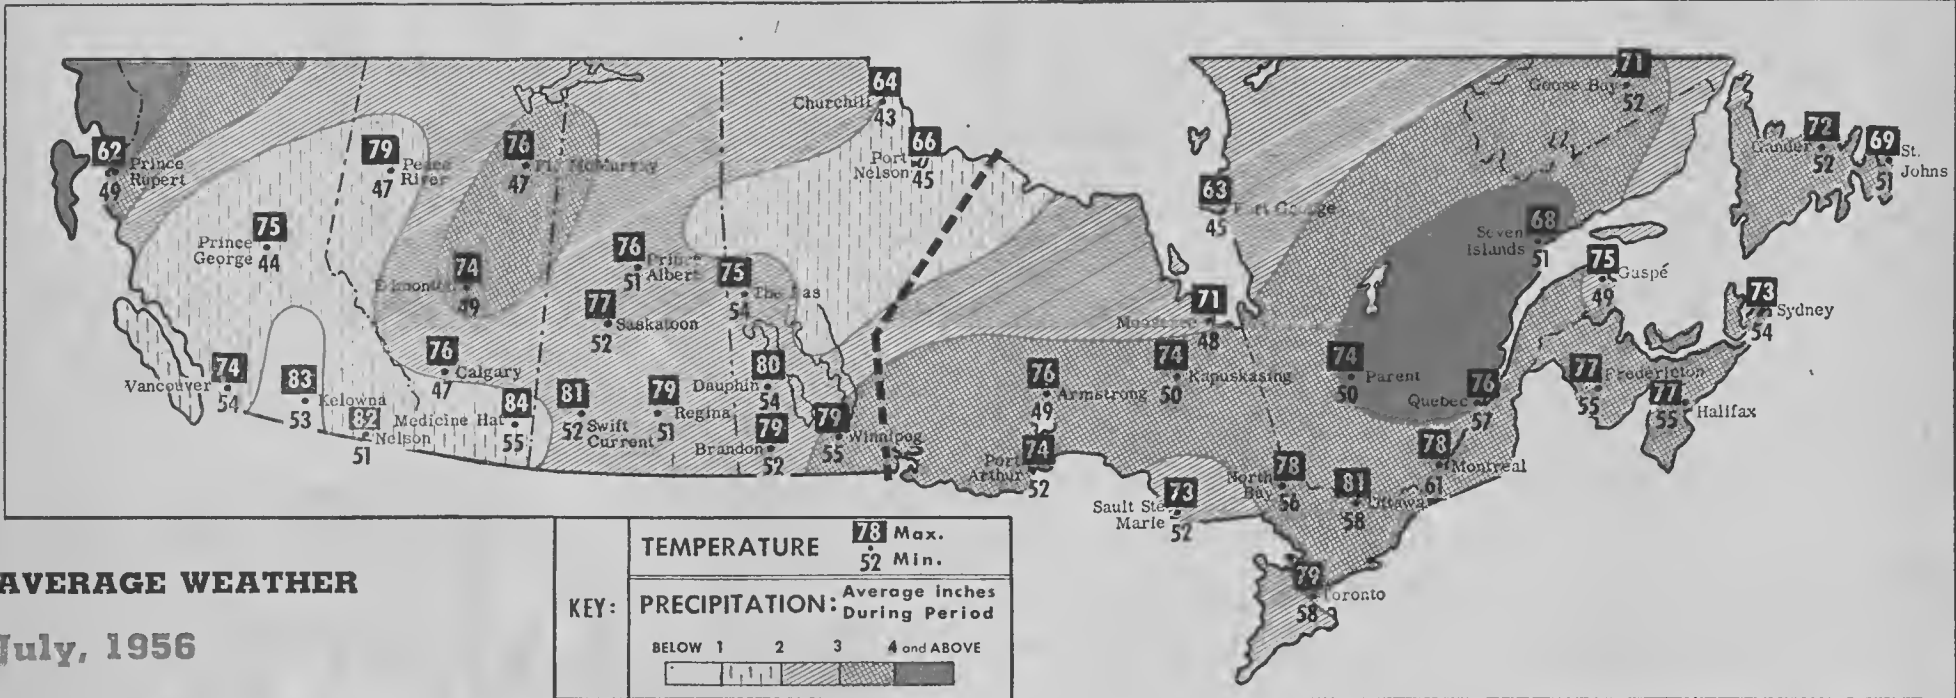 64
Churchill
43
71
Goose Bay
52
62
Prince
Rupert
49
79
Peace
River
47
76
Ft. McMurray
47
66
Port
Nelson
45
72
Gander
52
69
St.
Johns
51
63
Fort George
45
75
Prince
George
44
74
Edmonton
49
76
Prince
Albert
51
75
The Pas
54
68
Seven
Islands
51
75
Gaspé
49
77
Saskatoon
52
71
Moosonee
48
73
Sydney
54
74
Vancouver
54
83
Kelowna
53
82
Nelson
51
76
Calgary
47
84
Medicine Hat
55
81
Swift
Current
52
79
Regina
51
80
Dauphin
54
79
Brandon
52
79
Winnipeg
55
76
Armstrong
49
74
Port
Arthur
52
74
Kapuskasing
50
73
Sault Ste
Marie
52
74
Parent
50
76
Quebec
57
77
Fredericton
55
77
Halifax
55
78
North
Bay
56
81
Ottawa
58
78
Montreal
61
79
Toronto
58
AVERAGE WEATHER
July, 1956
KEY:
TEMPERATURE
78 Max.
52 Min.
PRECIPITATION: Average inches
During Period
BELOW 1 2 3 4 and ABOVE